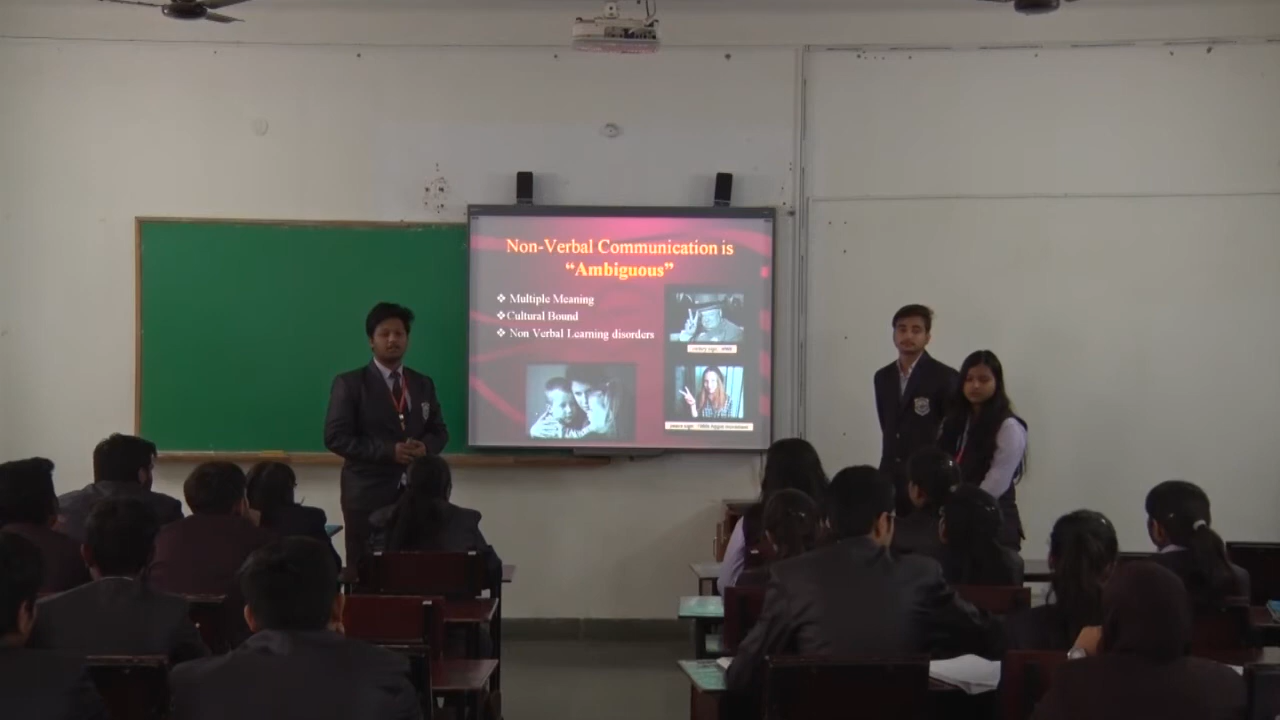 Non-Verbal Communication is
“Ambiguous”
❖ Multiple Meaning
❖Cultural Bound
❖ Non Verbal Learning disorders